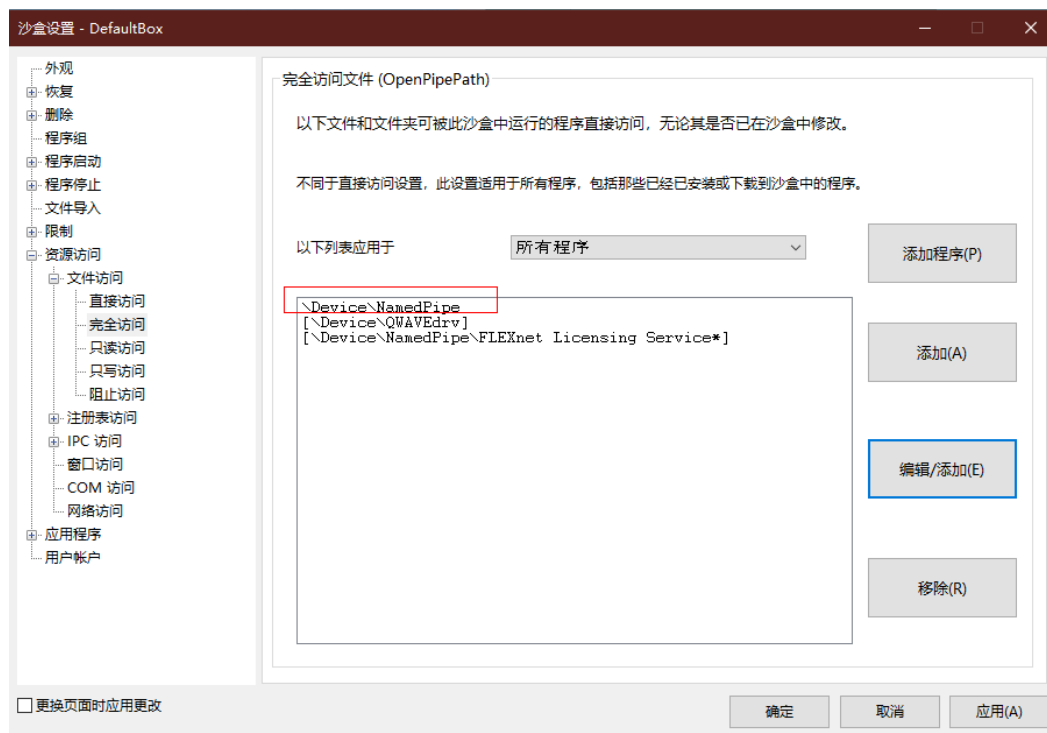 沙盒设置 - DefaultBox
外观
恢复
删除
程序组
程序启动
程序停止
文件导入
限制
资源访问
文件访问
直接访问
完全访问
只读访问
只写访问
阻止访问
注册表访问
IPC 访问
窗口访问
COM 访问
网络访问
应用程序
用户帐户
完全访问文件 (OpenPipePath)
以下文件和文件夹可被此沙盒中运行的程序直接访问，无论其是否已在沙盒中修改。
不同于直接访问设置，此设置适用于所有程序，包括那些已经已安装或下载到沙盒中的程序。
以下列表应用于 所有程序
添加程序(P)
\Device\NamedPipe
[\Device\QWAVEdrv]
[\Device\NamedPipe\FLEXnet Licensing Service*]
添加(A)
编辑/添加(E)
移除(R)
更换页面时应用更改
确定 取消 应用(A)